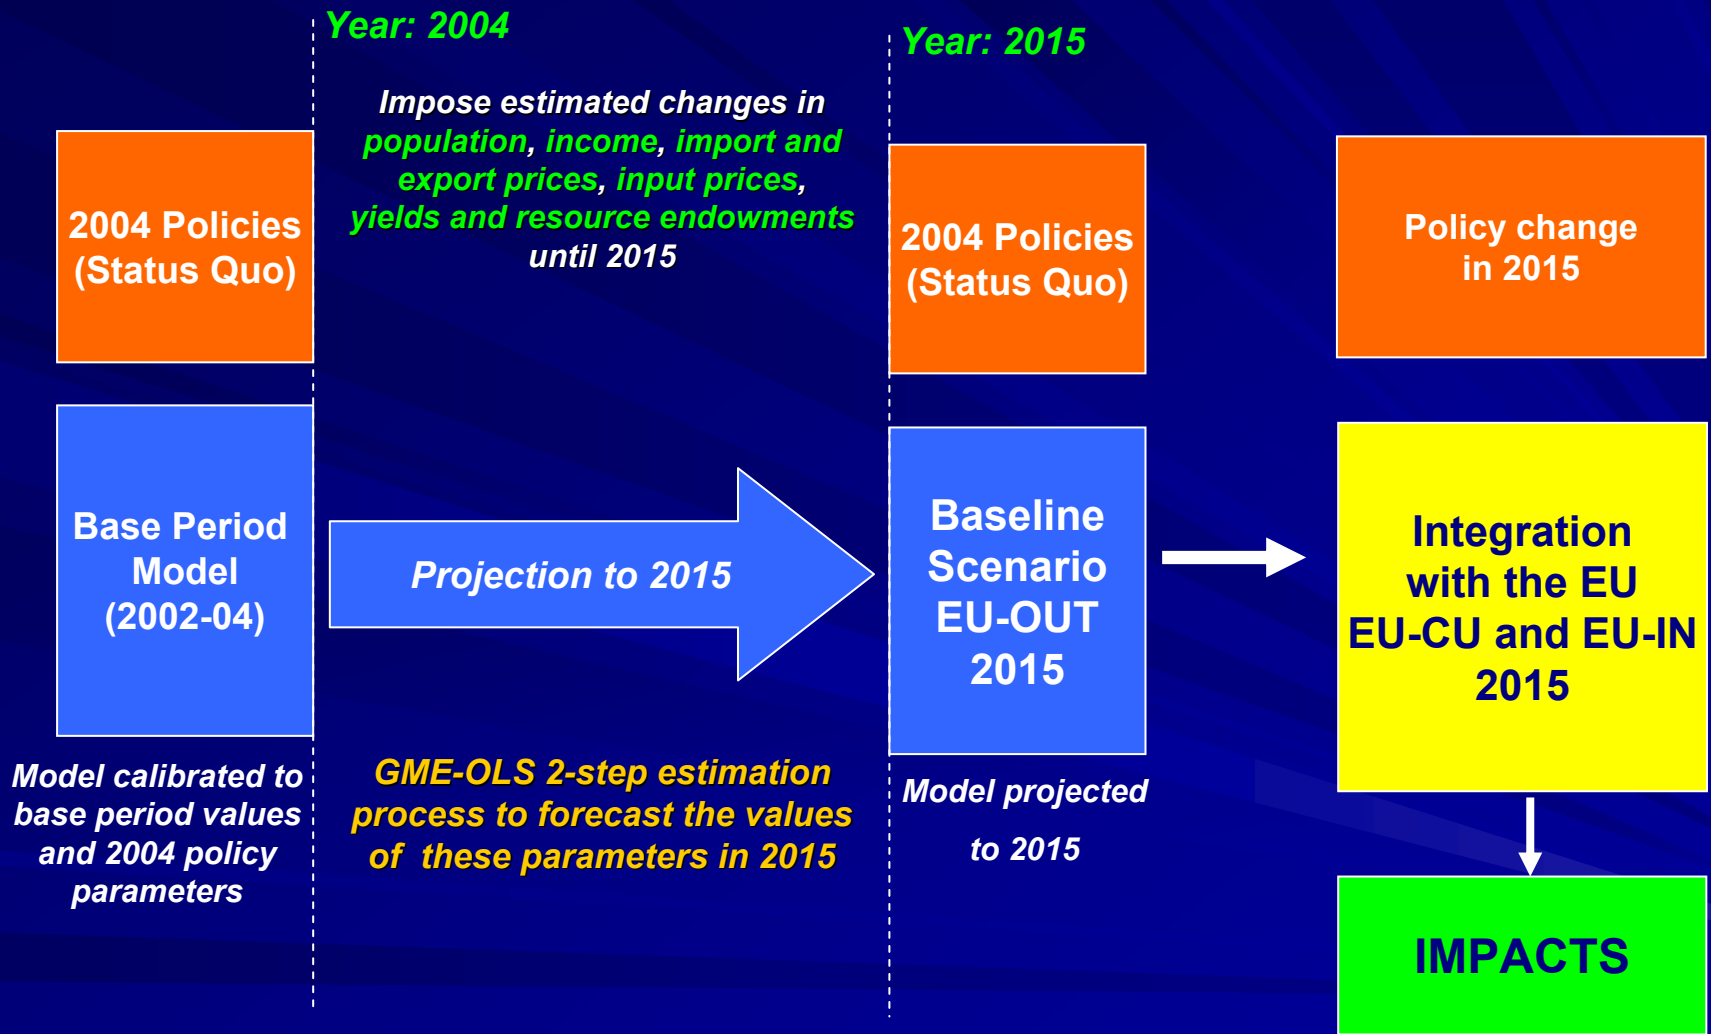 Year: 2004
Impose estimated changes in
population, income, import and
export prices, input prices,
yields and resource endowments
until 2015
Year: 2015
2004 Policies
(Status Quo)
2004 Policies
(Status Quo)
Policy change
in 2015
Base Period
Model
(2002-04)
Projection to 2015
Baseline
Scenario
EU-OUT
2015
Integration
with the EU
EU-CU and EU-IN
2015
Model calibrated to
base period values
and 2004 policy
parameters
GME-OLS 2-step estimation
process to forecast the values
of these parameters in 2015
Model projected
to 2015
IMPACTS